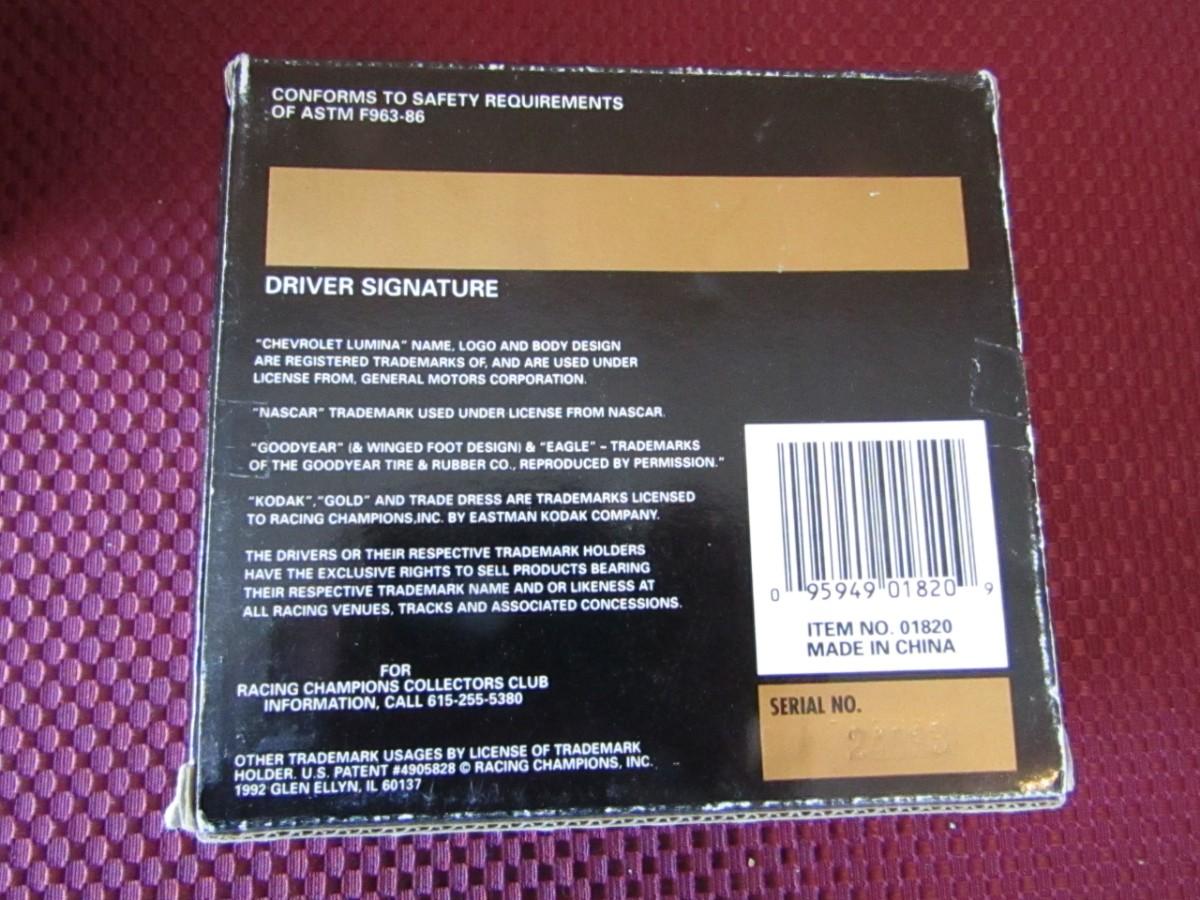 CONFORMS TO SAFETY REQUIREMENTS
OF ASTM F963-86
DRIVER SIGNATURE
"CHEVROLET LUMINA" NAME, LOGO AND BODY DESIGN
ARE REGISTERED TRADEMARKS OF, AND ARE USED UNDER
LICENSE FROM, GENERAL MOTORS CORPORATION.
"NASCAR" TRADEMARK USED UNDER LICENSE FROM NASCAR.
"GOODYEAR" (& WINGED FOOT DESIGN) & "EAGLE" – TRADEMARKS
OF THE GOODYEAR TIRE & RUBBER CO., REPRODUCED BY PERMISSION."
"KODAK","GOLD" AND TRADE DRESS ARE TRADEMARKS LICENSED
TO RACING CHAMPIONS,INC. BY EASTMAN KODAK COMPANY.
THE DRIVERS OR THEIR RESPECTIVE TRADEMARK HOLDERS
HAVE THE EXCLUSIVE RIGHTS TO SELL PRODUCTS BEARING
THEIR RESPECTIVE TRADEMARK NAME AND OR LIKENESS AT
ALL RACING VENUES, TRACKS AND ASSOCIATED CONCESSIONS.
FOR
RACING CHAMPIONS COLLECTORS CLUB
INFORMATION, CALL 615-255-5380
OTHER TRADEMARK USAGES BY LICENSE OF TRADEMARK
HOLDER. U.S. PATENT #4905828 © RACING CHAMPIONS, INC.
1992 GLEN ELLYN, IL 60137
0 95949 01820 9
ITEM NO. 01820
MADE IN CHINA
SERIAL NO.